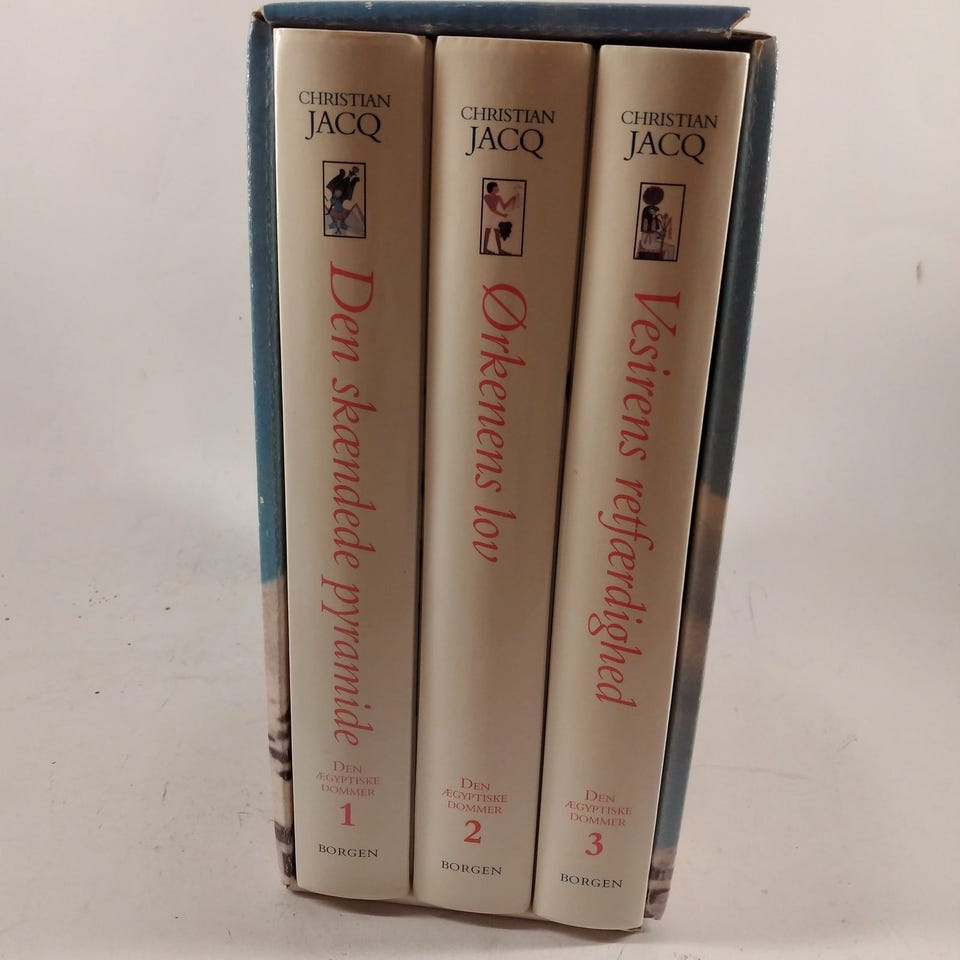 CHRISTIAN
JACQ
Den skændede pyramide
DEN
ÆGYPTISKE
DOMMER
1
BORGEN
CHRISTIAN
JACQ
Ørkenens lov
DEN
ÆGYPTISKE
DOMMER
2
BORGEN
CHRISTIAN
JACQ
Vesirens retfærdighed
DEN
ÆGYPTISKE
DOMMER
3
BORGEN